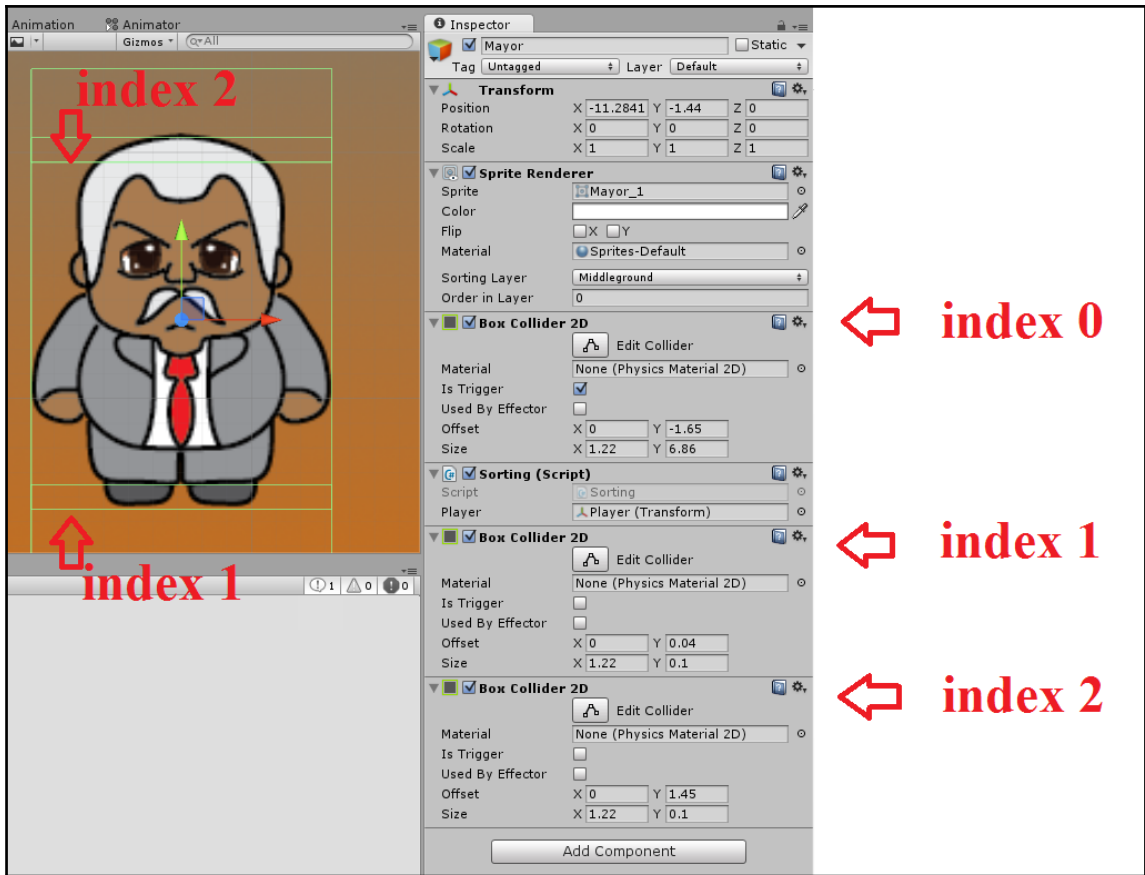 Animation Animator
Gizmos All
index 2
index 1
1 0 0
Inspector
Mayor Static
Tag Untagged Layer Default
Transform
Position X -11.2841 Y -1.44 Z 0
Rotation X 0 Y 0 Z 0
Scale X 1 Y 1 Z 1
Sprite Renderer
Sprite Mayor_1
Color
Flip X Y
Material Sprites-Default
Sorting Layer Middleground
Order in Layer 0
Box Collider 2D index 0
Edit Collider
Material None (Physics Material 2D)
Is Trigger
Used By Effector
Offset X 0 Y -1.65
Size X 1.22 Y 6.86
Sorting (Script)
Script Sorting
Player Player (Transform)
Box Collider 2D index 1
Edit Collider
Material None (Physics Material 2D)
Is Trigger
Used By Effector
Offset X 0 Y 0.04
Size X 1.22 Y 0.1
Box Collider 2D index 2
Edit Collider
Material None (Physics Material 2D)
Is Trigger
Used By Effector
Offset X 0 Y 1.45
Size X 1.22 Y 0.1
Add Component